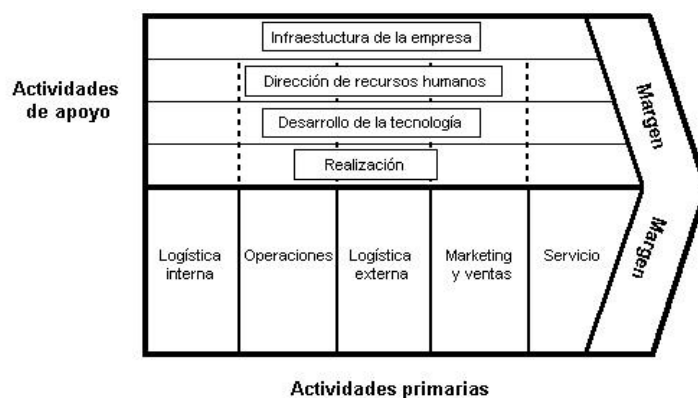 Infraestuctura de la empresa
Dirección de recursos humanos
Desarrollo de la tecnología
Realización
Actividades
de apoyo
Margen
Margen
Logística
interna
Operaciones
Logística
externa
Marketing
y ventas
Servicio
Actividades primarias